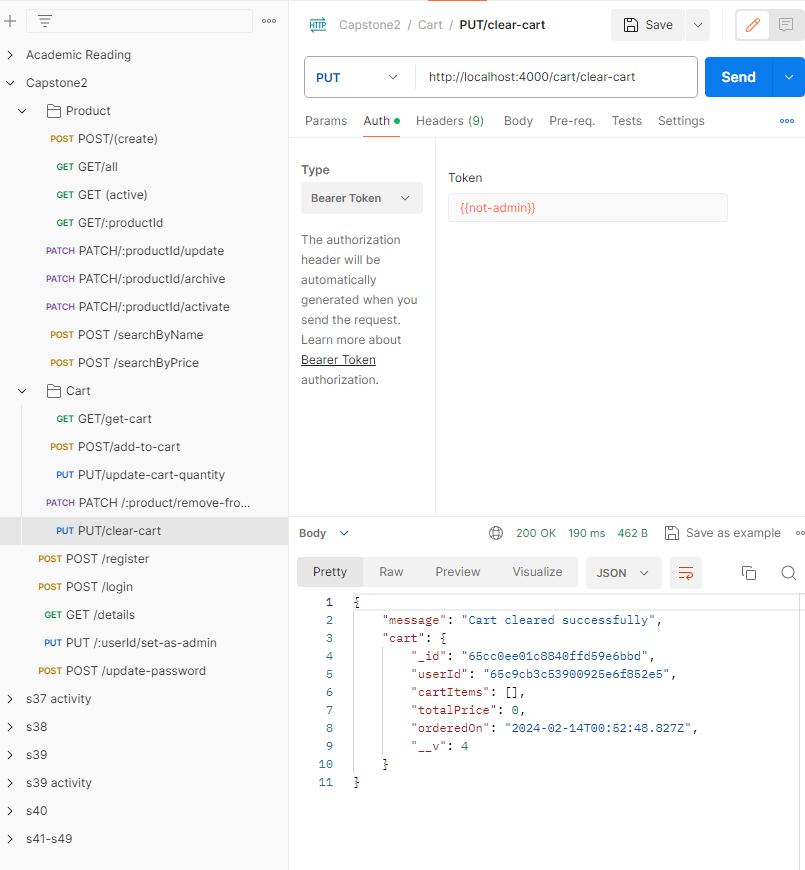 Academic Reading
Capstone2
Product
POST POST/(create)
GET GET/all
GET GET (active)
GET GET/:productId
PATCH PATCH/:productId/update
PATCH PATCH/:productId/archive
PATCH PATCH/:productId/activate
POST POST /searchByName
POST POST /searchByPrice
Cart
GET GET/get-cart
POST POST/add-to-cart
PUT PUT/update-cart-quantity
PATCH PATCH /:product/remove-fro...
PUT PUT/clear-cart
POST POST /register
POST POST /login
GET GET /details
PUT PUT /:userId/set-as-admin
POST POST /update-password
s37 activity
s38
s39
s39 activity
s40
s41-s49
HTTP Capstone2 / Cart / PUT/clear-cart Save
PUT http://localhost:4000/cart/clear-cart Send
Params Auth Headers (9) Body Pre-req. Tests Settings
Type
Bearer Token
The authorization
header will be
automatically
generated when you
send the request.
Learn more about
Bearer Token
authorization.
Token
{{not-admin}}
Body 200 OK 190 ms 462 B Save as example
Pretty Raw Preview Visualize JSON
1 {
2 "message": "Cart cleared successfully",
3 "cart": {
4 "_id": "65cc0ee01c8840ffd59e6bbd",
5 "userId": "65c9cb3c53900925e6f852e5",
6 "cartItems": [],
7 "totalPrice": 0,
8 "orderedOn": "2024-02-14T00:52:48.827Z",
9 "__v": 4
10 }
11 }